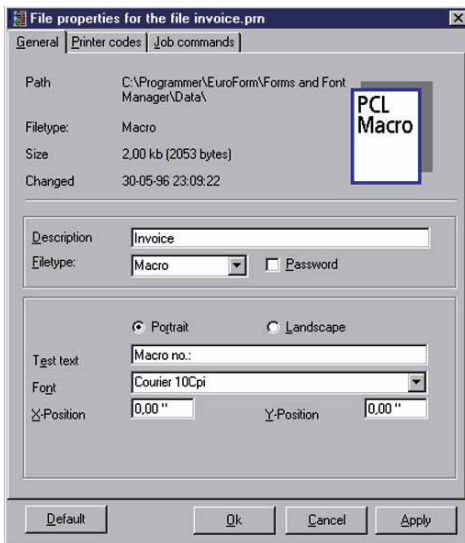 File properties for the file invoice.prn
General Printer codes Job commands
Path C:\Programmer\EuroForm\Forms and Font
Manager\Data\
PCL
Macro
Filetype: Macro
Size 2,00 kb (2053 bytes)
Changed 30-05-96 23:09:22
Description Invoice
Filetype: Macro Password
Portrait Landscape
Test text Macro no.:
Font Courier 10Cpi
X-Position 0,00 " Y-Position 0,00 "
Default Ok Cancel Apply